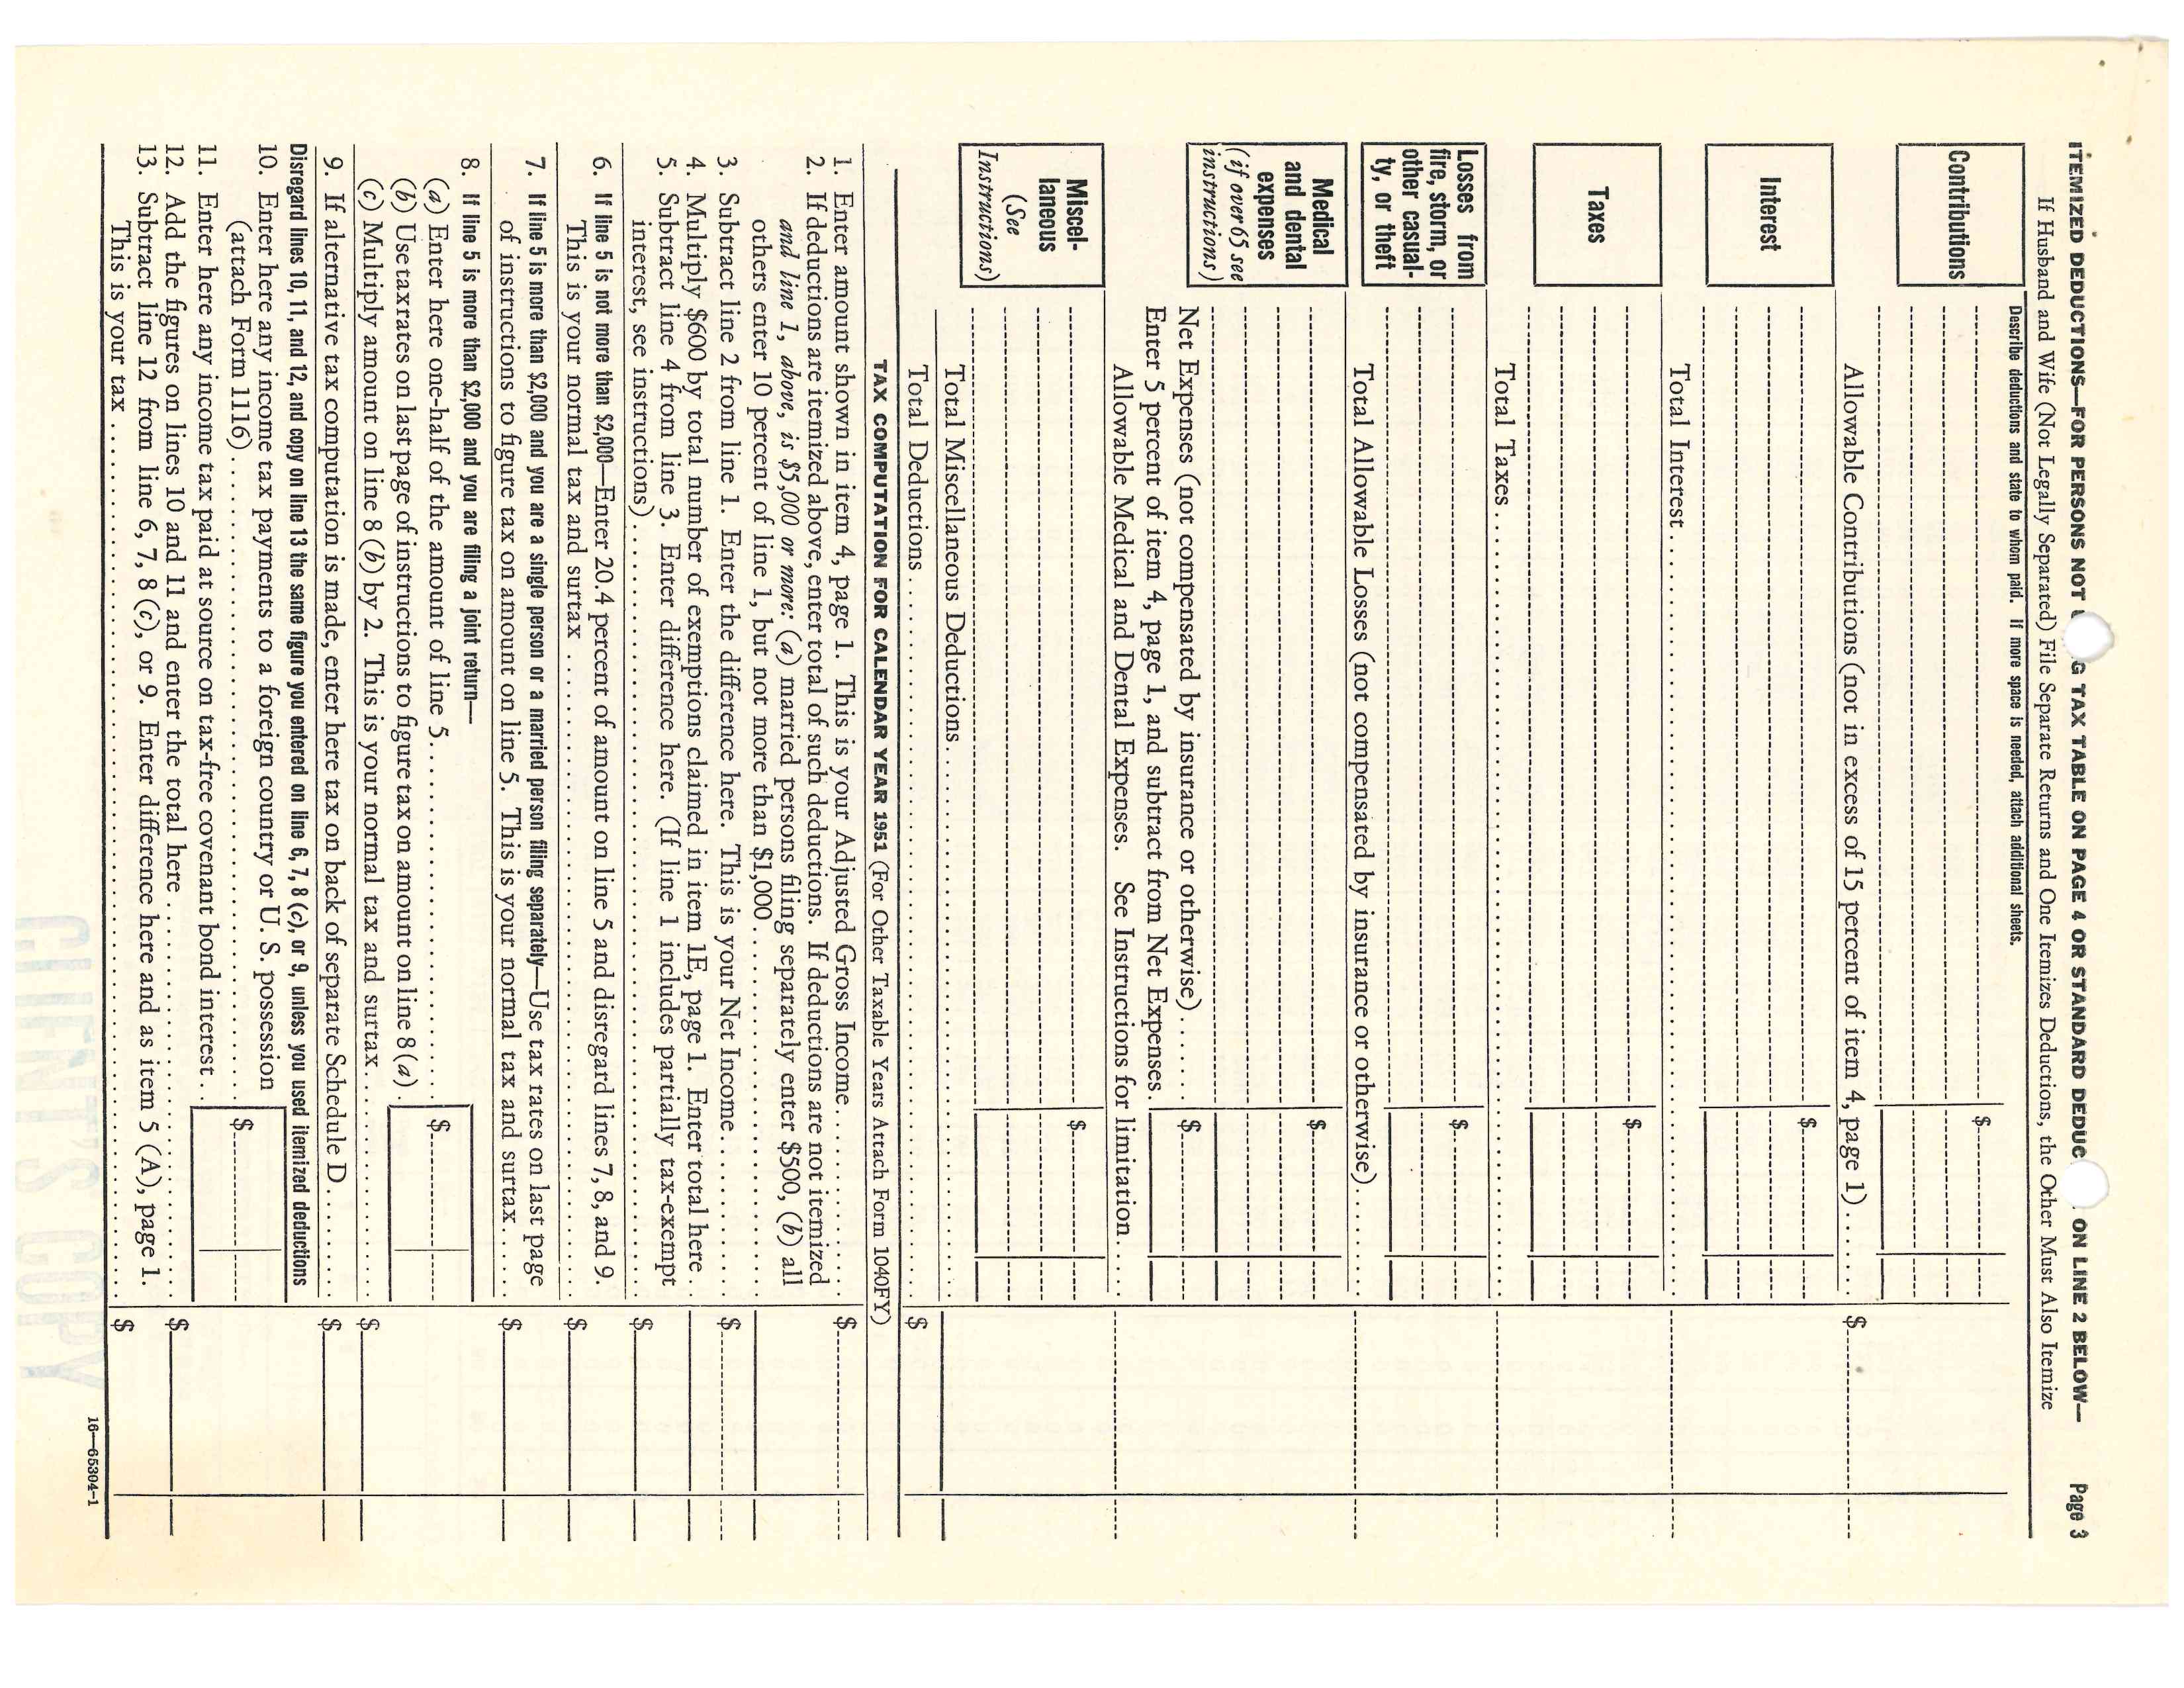 ITEMIZED DEDUCTIONS—FOR PERSONS NOT G TAX TABLE ON PAGE 4 OR STANDARD DEDUC ON LINE 2 BELOW— Page 3
If Husband and Wife (Not Legally Separated) File Separate Returns and One Itemizes Deductions, the Other Must Also Itemize
Describe deductions and state to whom paid. If more space is needed, attach additional sheets.
Contributions
$
Allowable Contributions (not in excess of 15 percent of item 4, page 1) $
Interest
$
Total Interest
Taxes
$
Total Taxes
Losses from
fire, storm, or
other casual-
ty, or theft
$
Total Allowable Losses (not compensated by insurance or otherwise)
Medical
and dental
expenses
(if over 65 see
instructions)
$
Net Expenses (not compensated by insurance or otherwise) $
Enter 5 percent of item 4, page 1, and subtract from Net Expenses.
Allowable Medical and Dental Expenses. See Instructions for limitation
Miscel-
laneous
(See
Instructions)
$
Total Miscellaneous Deductions
Total Deductions $
TAX COMPUTATION FOR CALENDAR YEAR 1951 (For Other Taxable Years Attach Form 1040FY)
1. Enter amount shown in item 4, page 1. This is your Adjusted Gross Income $
2. If deductions are itemized above, enter total of such deductions. If deductions are not itemized
and line 1, above, is $5,000 or more: (a) married persons filing separately enter $500, (b) all
others enter 10 percent of line 1, but not more than $1,000
3. Subtract line 2 from line 1. Enter the difference here. This is your Net Income $
4. Multiply $600 by total number of exemptions claimed in item 1E, page 1. Enter total here
5. Subtract line 4 from line 3. Enter difference here. (If line 1 includes partially tax-exempt
interest, see instructions) $
6. If line 5 is not more than $2,000—Enter 20.4 percent of amount on line 5 and disregard lines 7, 8, and 9.
This is your normal tax and surtax $
7. If line 5 is more than $2,000 and you are a single person or a married person filing separately—Use tax rates on last page
of instructions to figure tax on amount on line 5. This is your normal tax and surtax $
8. If line 5 is more than $2,000 and you are filing a joint return—
(a) Enter here one-half of the amount of line 5 $
(b) Use tax rates on last page of instructions to figure tax on amount on line 8 (a)
(c) Multiply amount on line 8 (b) by 2. This is your normal tax and surtax $
9. If alternative tax computation is made, enter here tax on back of separate Schedule D $
Disregard lines 10, 11, and 12, and copy on line 13 the same figure you entered on line 6, 7, 8 (c), or 9, unless you used itemized deductions
10. Enter here any income tax payments to a foreign country or U. S. possession
(attach Form 1116) $
11. Enter here any income tax paid at source on tax-free covenant bond interest
12. Add the figures on lines 10 and 11 and enter the total here $
13. Subtract line 12 from line 6, 7, 8 (c), or 9. Enter difference here and as item 5 (A), page 1.
This is your tax $
16—65304-1
CLIENT'S COPY